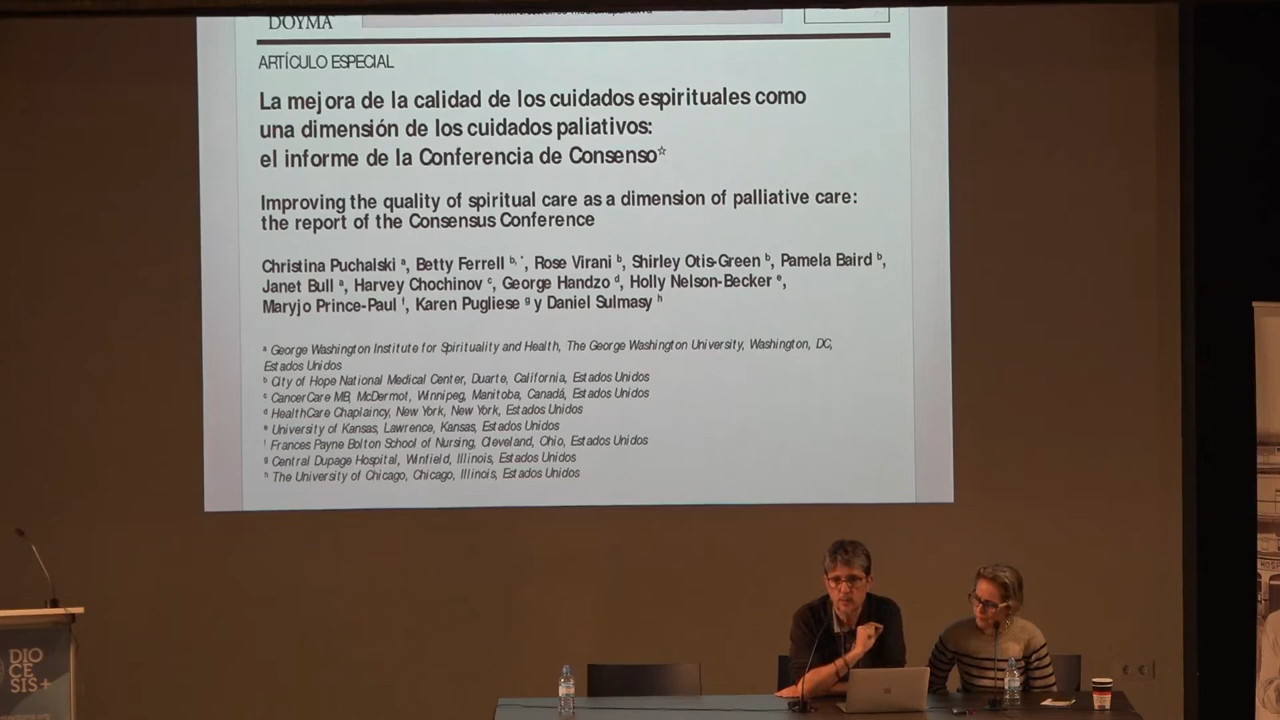 DOYMA
ARTÍCULO ESPECIAL
La mejora de la calidad de los cuidados espirituales como
una dimensión de los cuidados paliativos:
el informe de la Conferencia de Consenso☆
Improving the quality of spiritual care as a dimension of palliative care:
the report of the Consensus Conference
Christina Puchalski a, Betty Ferrell b,*, Rose Virani b, Shirley Otis-Green b, Pamela Baird b,
Janet Bull a, Harvey Chochinov c, George Handzo d, Holly Nelson-Becker e,
Maryjo Prince-Paul f, Karen Pugliese g y Daniel Sulmasy h
a George Washington Institute for Spirituality and Health, The George Washington University, Washington, DC,
Estados Unidos
b City of Hope National Medical Center, Duarte, California, Estados Unidos
c CancerCare MB, McDermot, Winnipeg, Manitoba, Canadá, Estados Unidos
d HealthCare Chaplaincy, New York, New York, Estados Unidos
e University of Kansas, Lawrence, Kansas, Estados Unidos
f Frances Payne Bolton School of Nursing, Cleveland, Ohio, Estados Unidos
g Central Dupage Hospital, Winfield, Illinois, Estados Unidos
h The University of Chicago, Chicago, Illinois, Estados Unidos
DIO
CE
SIS+